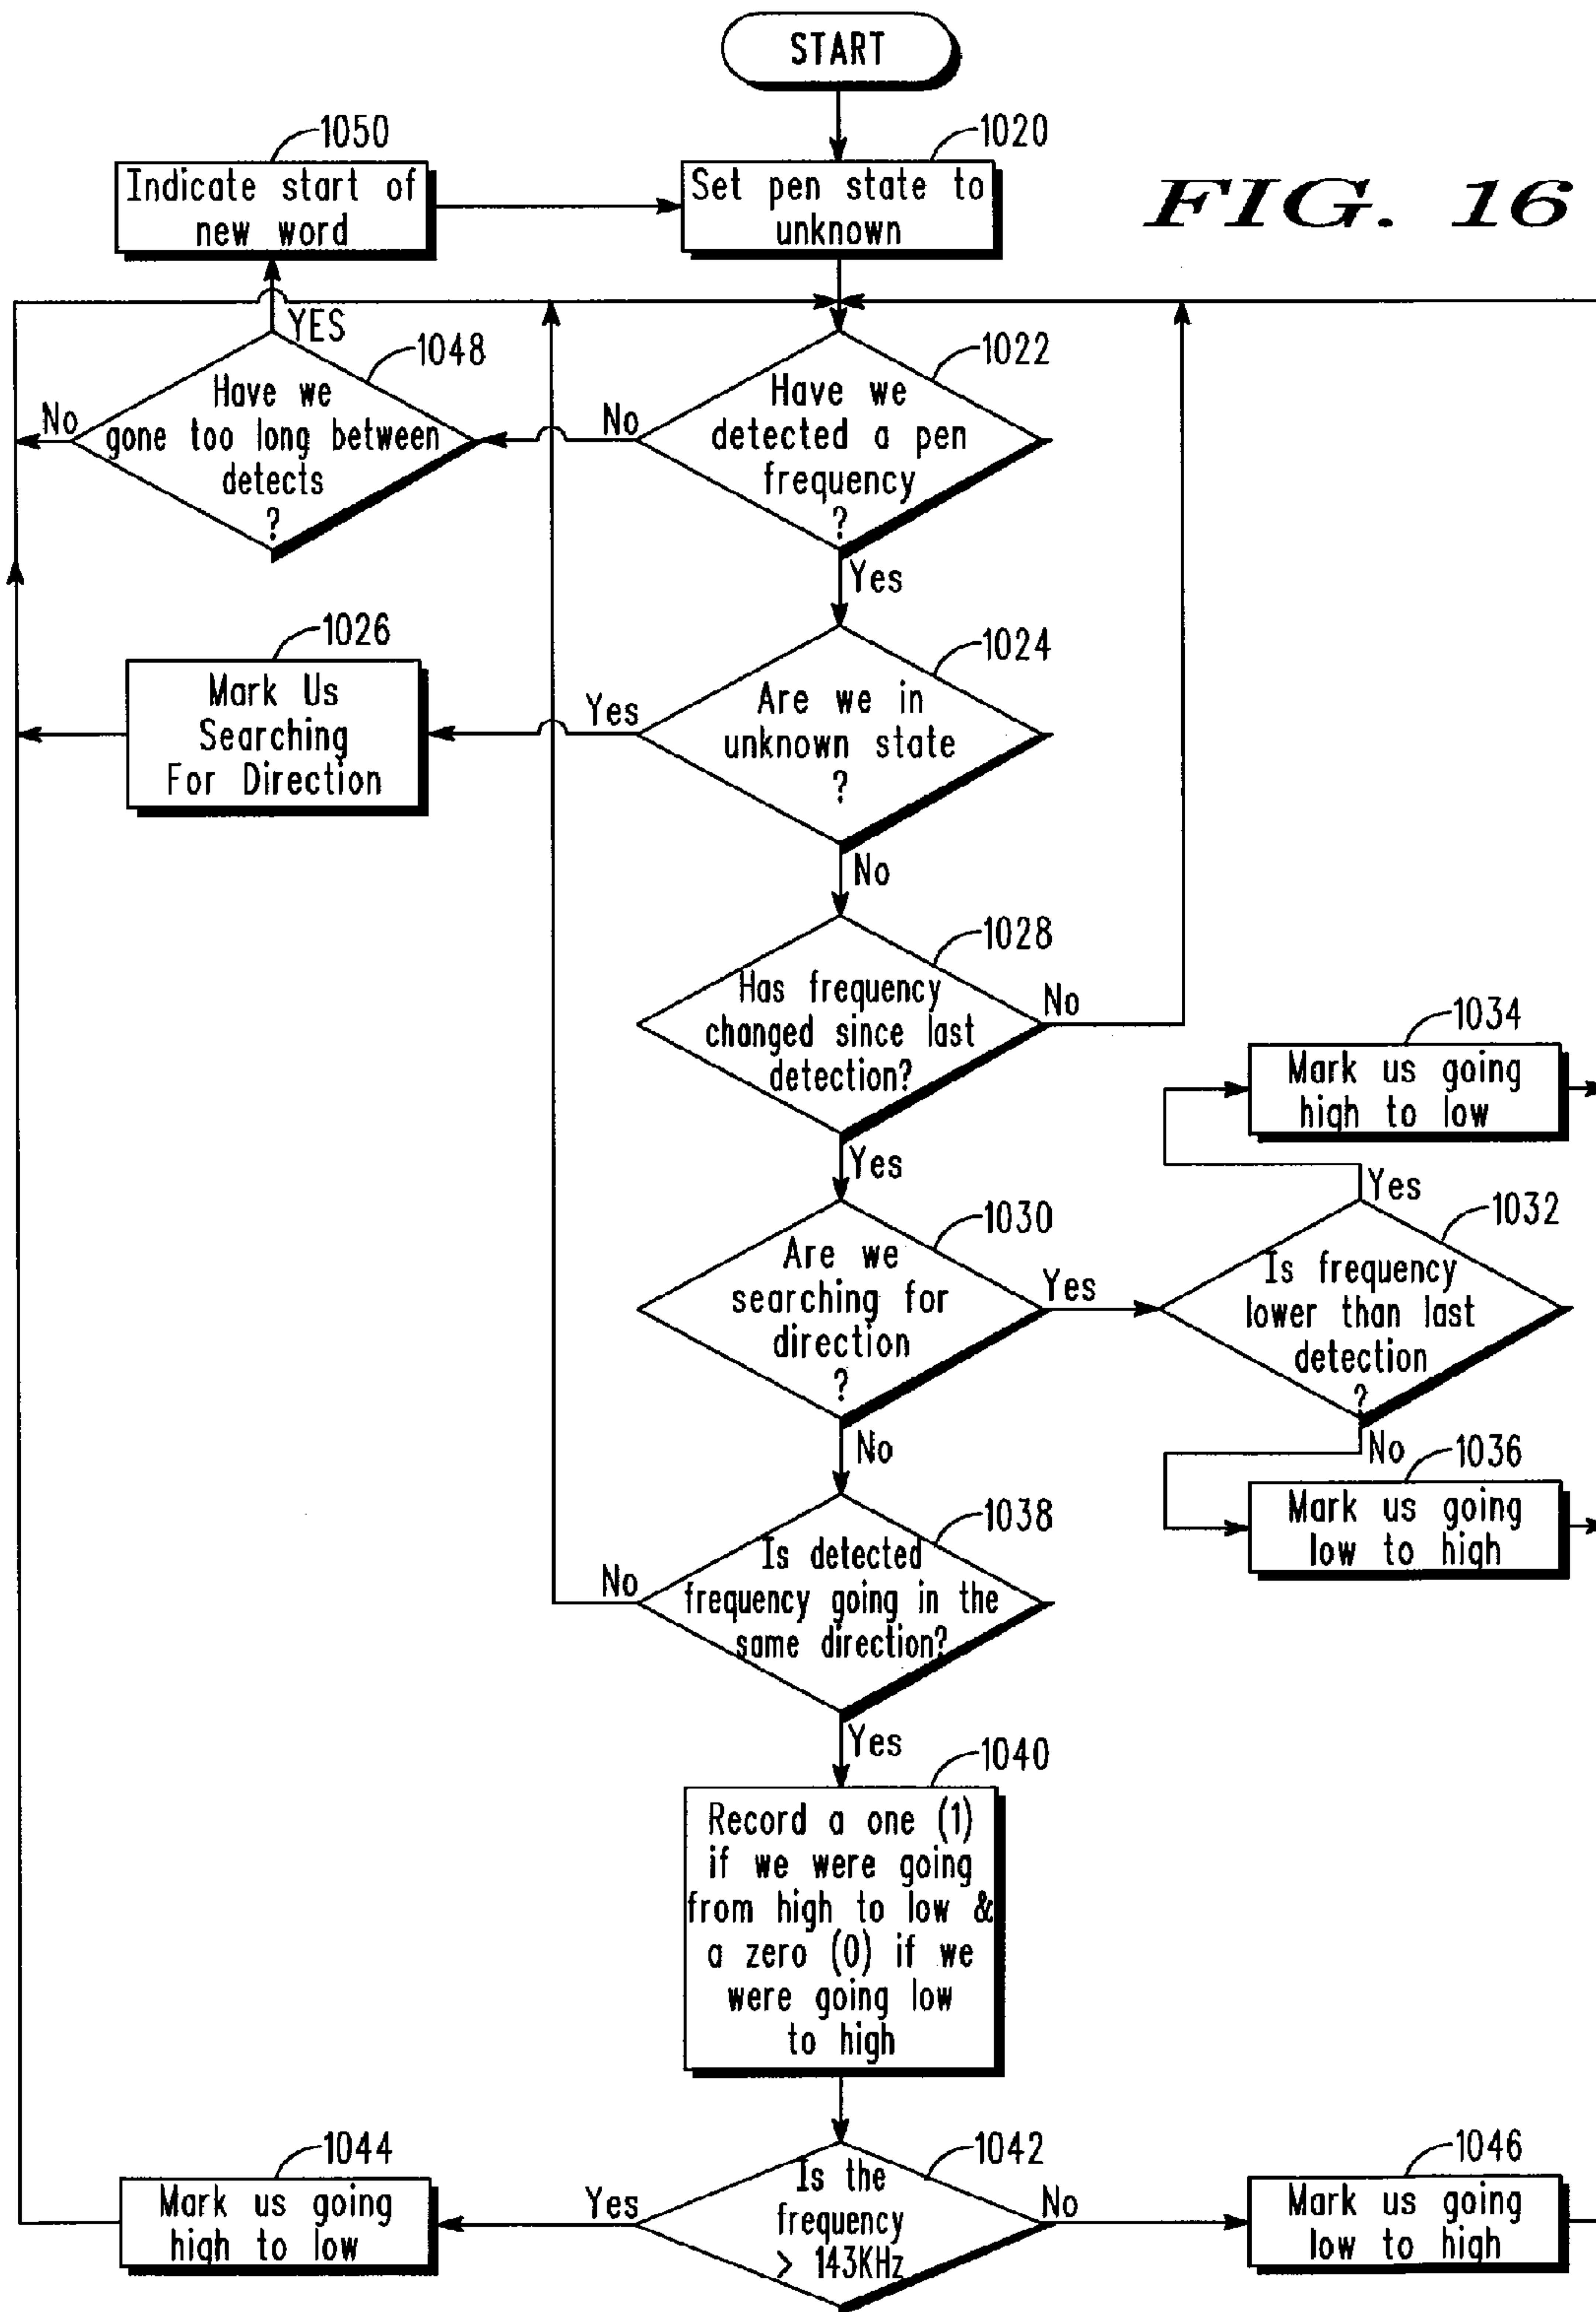 START
1050
Indicate start of
new word
1020
Set pen state to
unknown
FIG. 16
YES
1048
Have we
gone too long between
detects
?
No
1022
Have we
detected a pen
frequency
?
No
Yes
1026
Mark Us
Searching
For Direction
1024
Are we in
unknown state
?
Yes
No
1028
Has frequency
changed since last
detection?
No
Yes
1034
Mark us going
high to low
1030
Are we
searching for
direction
?
Yes
No
Yes
1032
Is frequency
lower than last
detection
?
No
1036
Mark us going
low to high
1038
Is detected
frequency going in the
same direction?
No
Yes
1040
Record a one (1)
if we were going
from high to low &
a zero (0) if we
were going low
to high
1044
Mark us going
high to low
1042
Is the
frequency
> 143KHz
Yes
No
1046
Mark us going
low to high